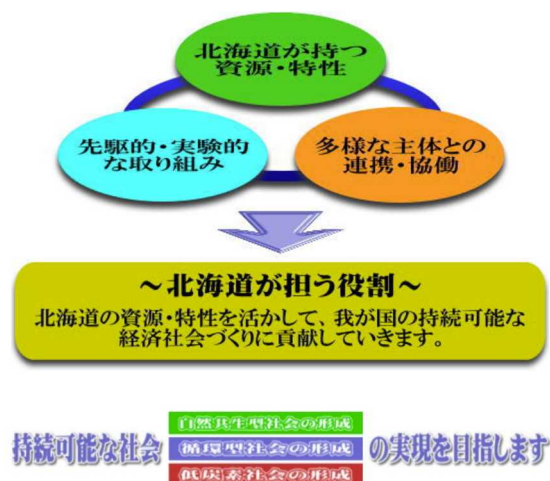 北海道が持つ
資源・特性
先駆的・実験的
な取り組み
多様な主体との
連携・協働
～北海道が担う役割～
北海道の資源・特性を活かして、我が国の持続可能な
経済社会づくりに貢献していきます。
自然共生型社会の形成
持続可能な社会 循環型社会の形成 の実現を目指します
低炭素社会の形成